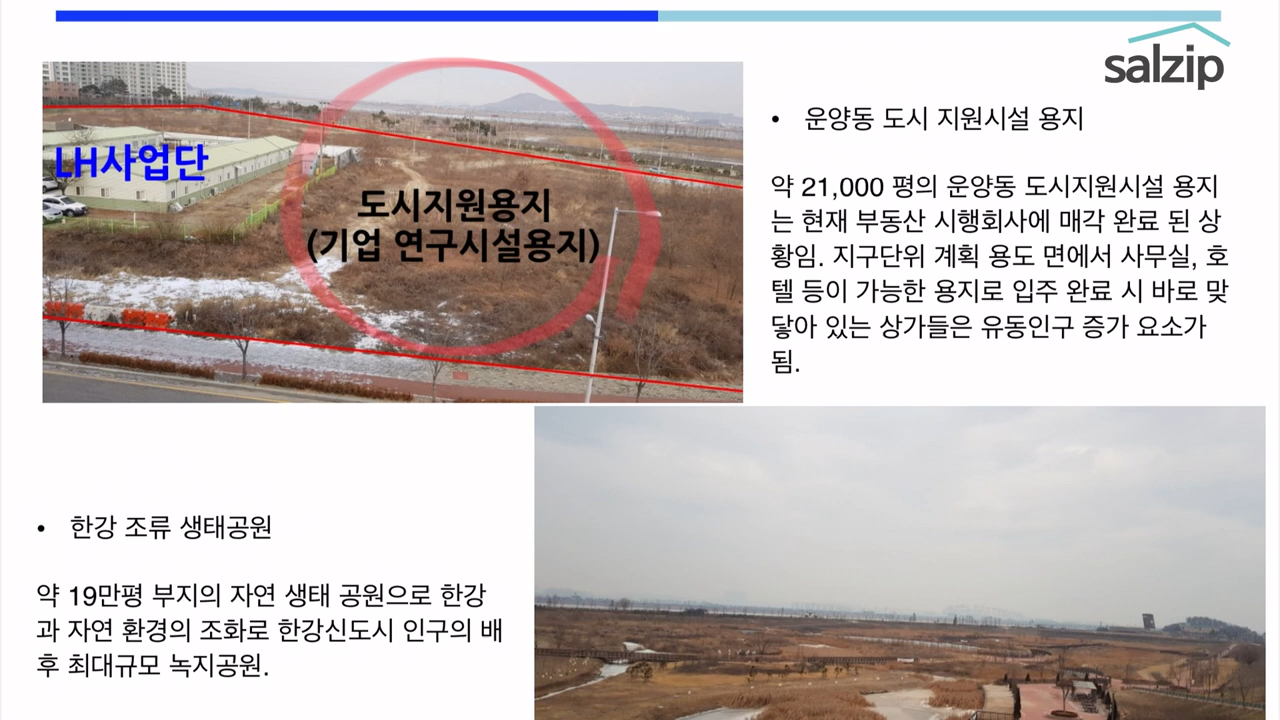 salzip
LH사업단
도시지원용지
(기업 연구시설용지)
• 운양동 도시 지원시설 용지
약 21,000 평의 운양동 도시지원시설 용지
는 현재 부동산 시행회사에 매각 완료 된 상
황임. 지구단위 계획 용도 면에서 사무실, 호
텔 등이 가능한 용지로 입주 완료 시 바로 맞
닿아 있는 상가들은 유동인구 증가 요소가
됨.
• 한강 조류 생태공원
약 19만평 부지의 자연 생태 공원으로 한강
과 자연 환경의 조화로 한강신도시 인구의 배
후 최대규모 녹지공원.